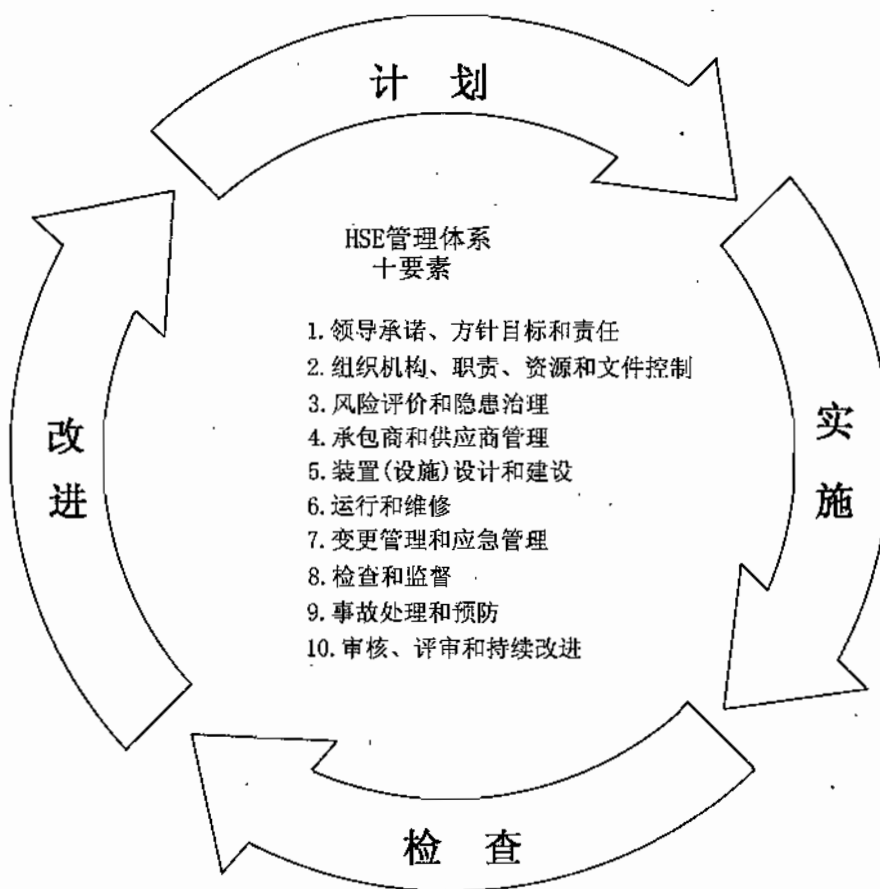 计 划
HSE管理体系
十要素
1.领导承诺、方针目标和责任
2.组织机构、职责、资源和文件控制
3.风险评价和隐患治理
4.承包商和供应商管理
5.装置(设施)设计和建设
6.运行和维修
7.变更管理和应急管理
8.检查和监督
9.事故处理和预防
10.审核、评审和持续改进
实
施
检 查
改
进